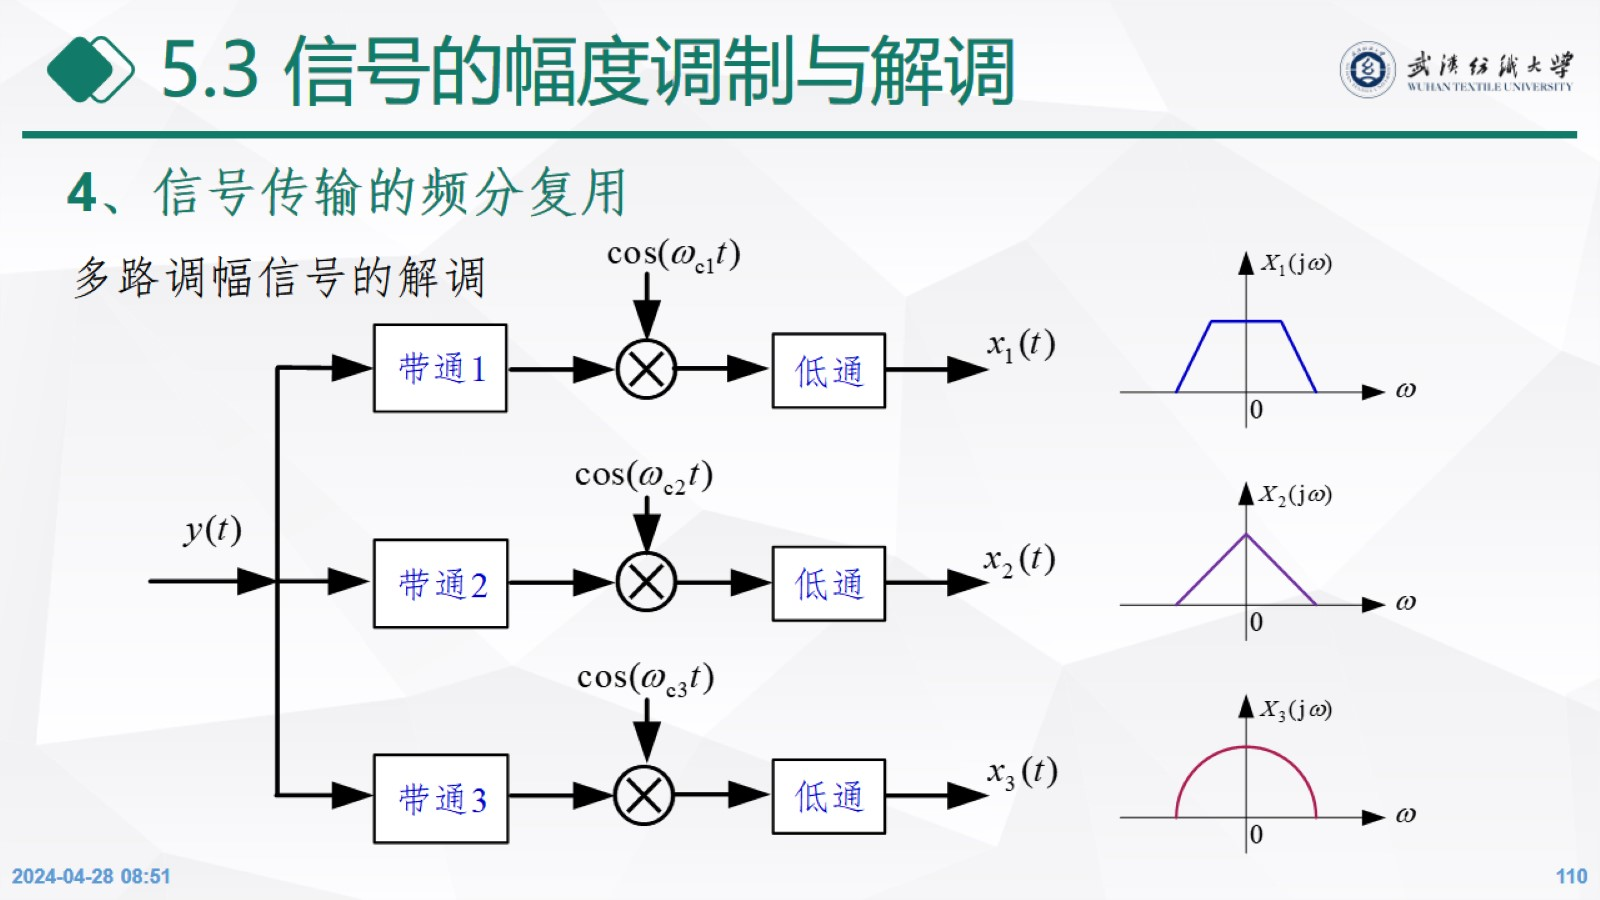 5.3 信号的幅度调制与解调
武汉纺织大学
WUHAN TEXTILE UNIVERSITY
4、信号传输的频分复用
多路调幅信号的解调
cos(ω_c1 t)
带通1
低通
x₁(t)
X₁(jω)
ω
0
y(t)
cos(ω_c2 t)
带通2
低通
x₂(t)
X₂(jω)
ω
0
cos(ω_c3 t)
带通3
低通
x₃(t)
X₃(jω)
ω
0
2024-04-28 08:51
110